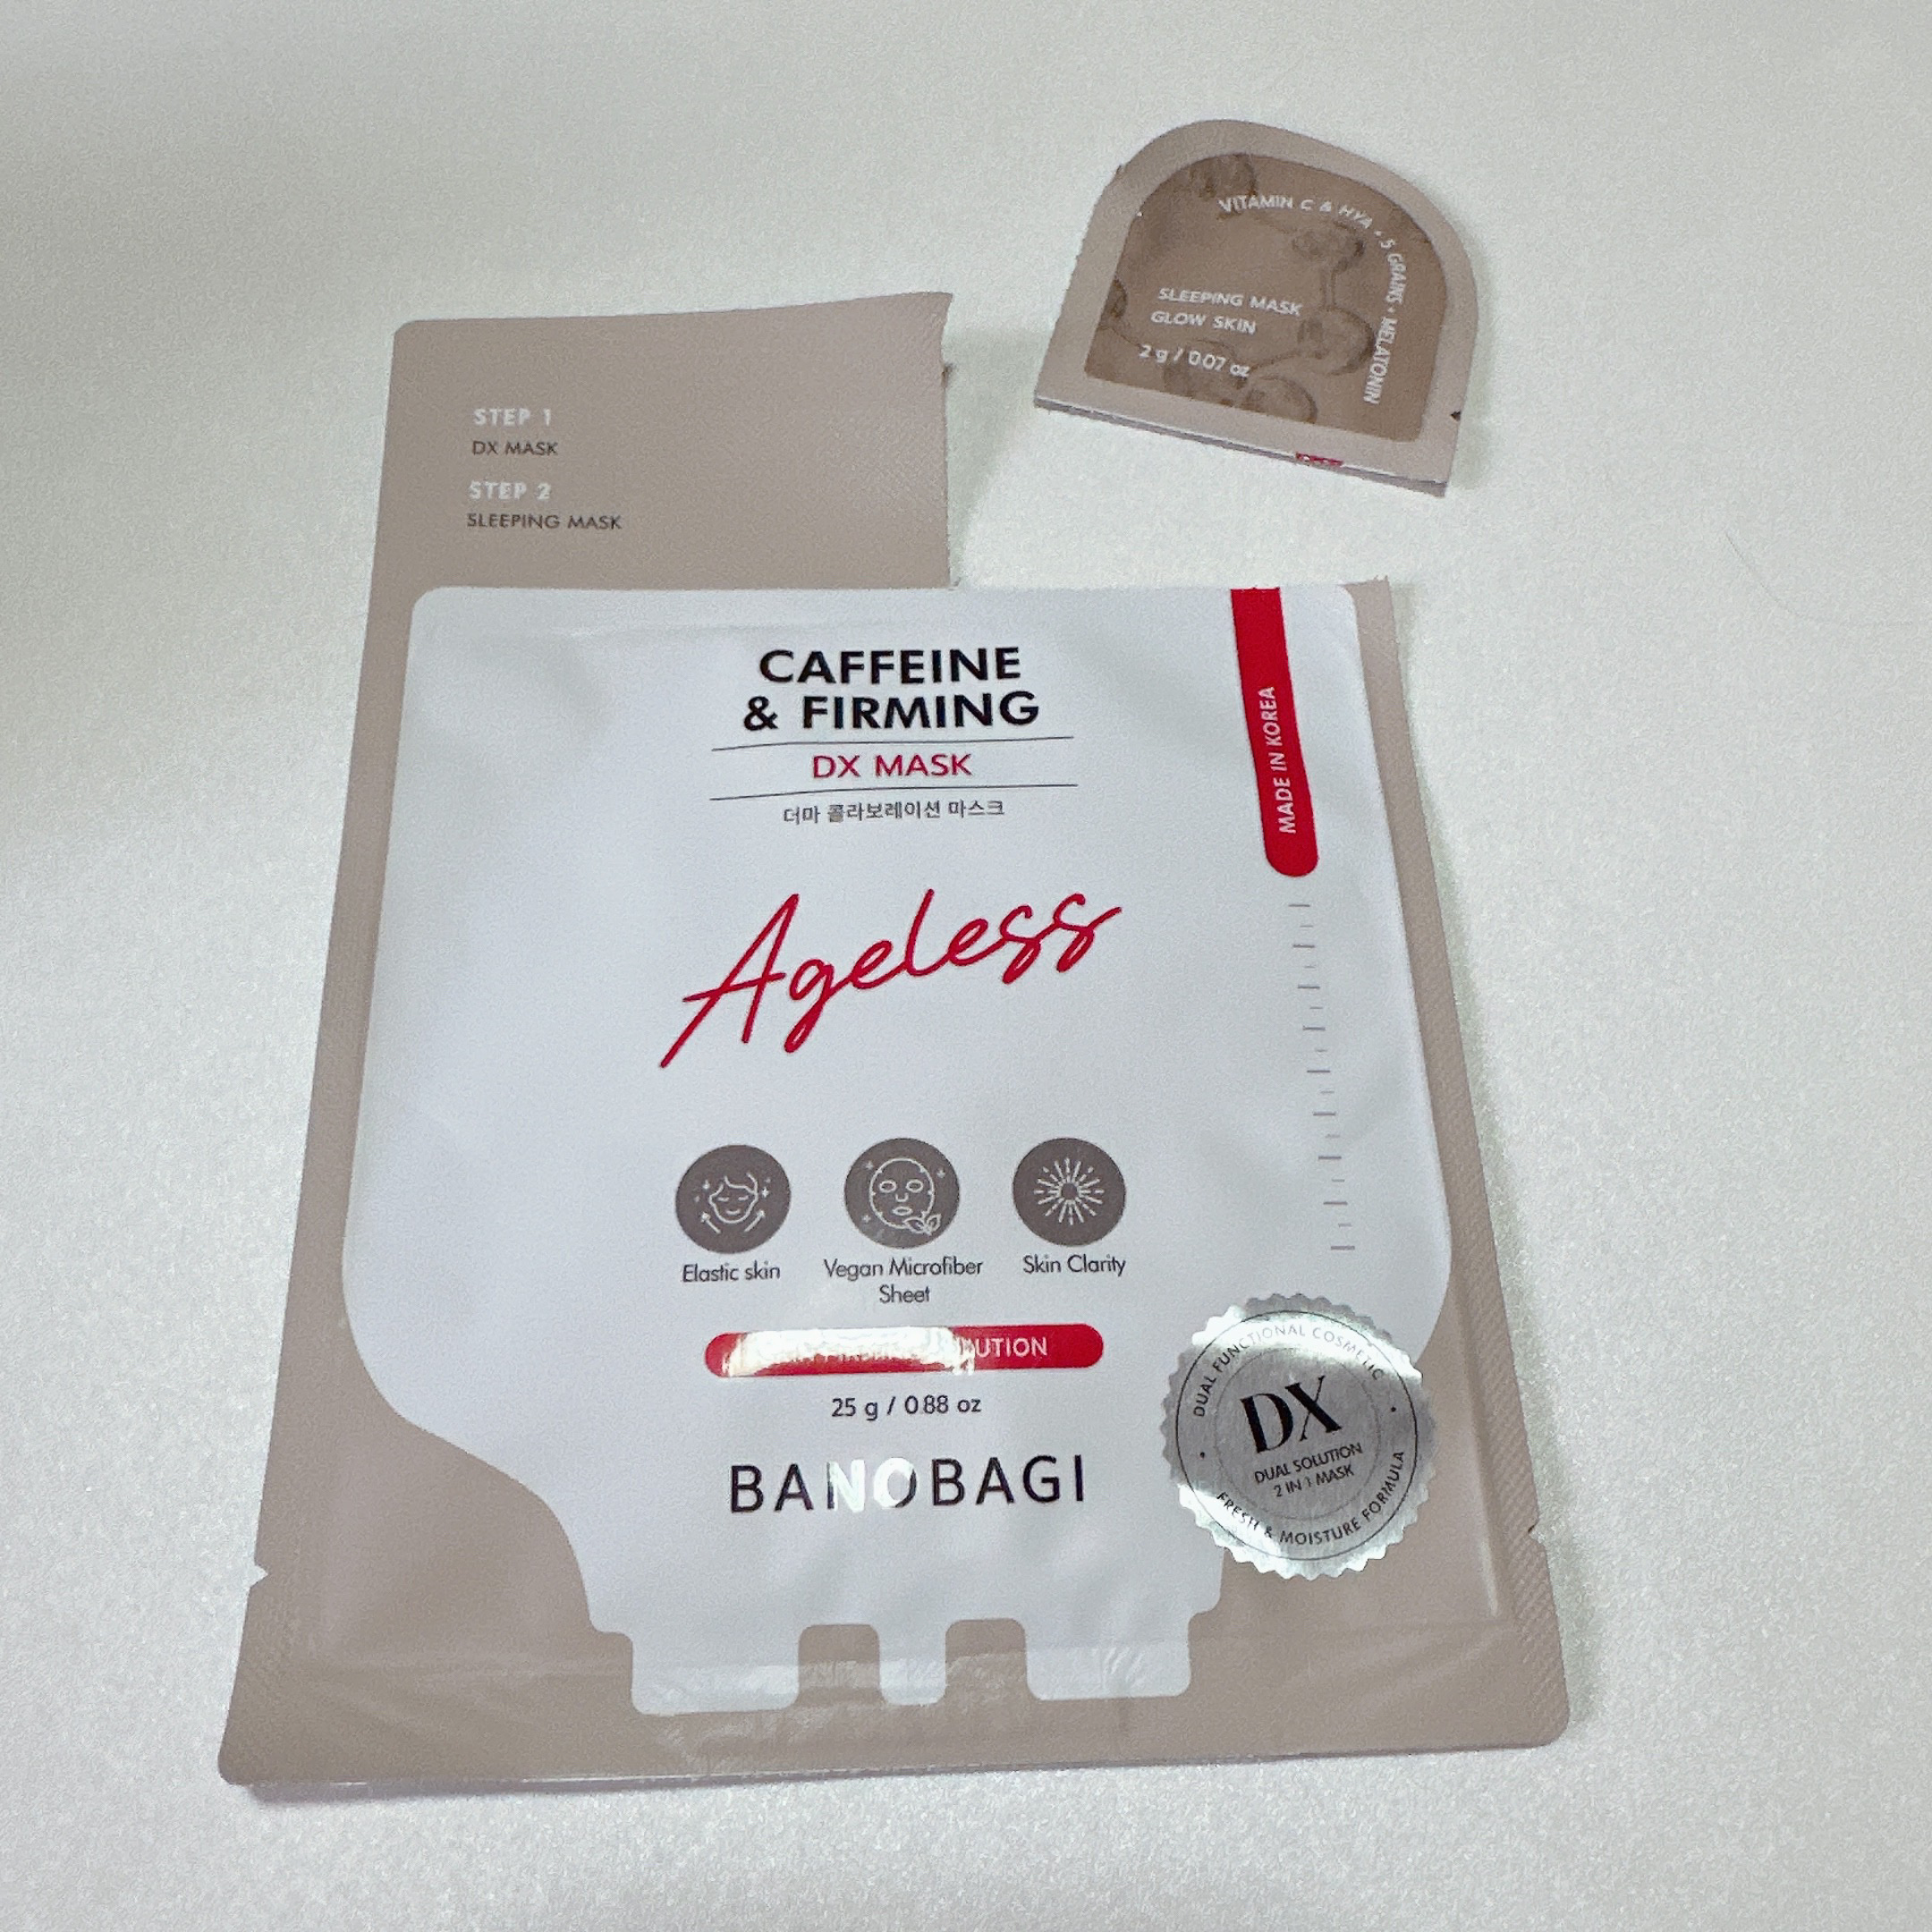 VITAMIN C & HYA • 5 GRAINS • MELATONIN
SLEEPING MASK
GLOW SKIN
2 g / 0.07 oz
STEP 1
DX MASK
STEP 2
SLEEPING MASK
CAFFEINE
& FIRMING
DX MASK
더마 콜라보레이션 마스크
MADE IN KOREA
Ageless
Elastic skin
Vegan Microfiber
Sheet
Skin Clarity
25 g / 0.88 oz
BANOBAGI
DUAL FUNCTIONAL COSMETIC
DX
DUAL SOLUTION
2 IN 1 MASK
FRESH & MOISTURE FORMULA